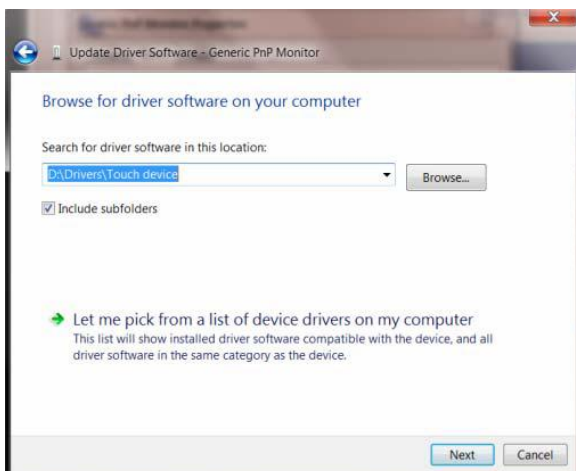 Update Driver Software - Generic PnP Monitor
Browse for driver software on your computer
Search for driver software in this location:
D:\Drivers\Touch device
Browse...
Include subfolders
Let me pick from a list of device drivers on my computer
This list will show installed driver software compatible with the device, and all
driver software in the same category as the device.
Next
Cancel